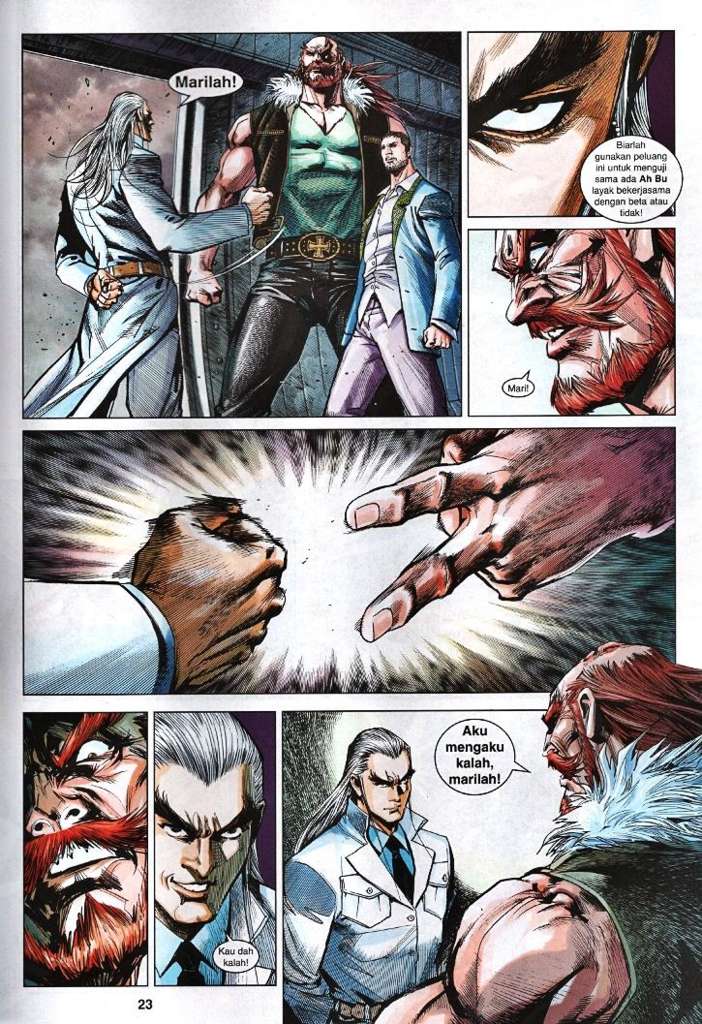 Marilah!
Biarlah
gunakan peluang
ini untuk menguji
sama ada Ah Bu
layak bekerjasama
dengan beta atau
tidak!
Mari!
Kau dah
kalah!
Aku
mengaku
kalah,
marilah!
23